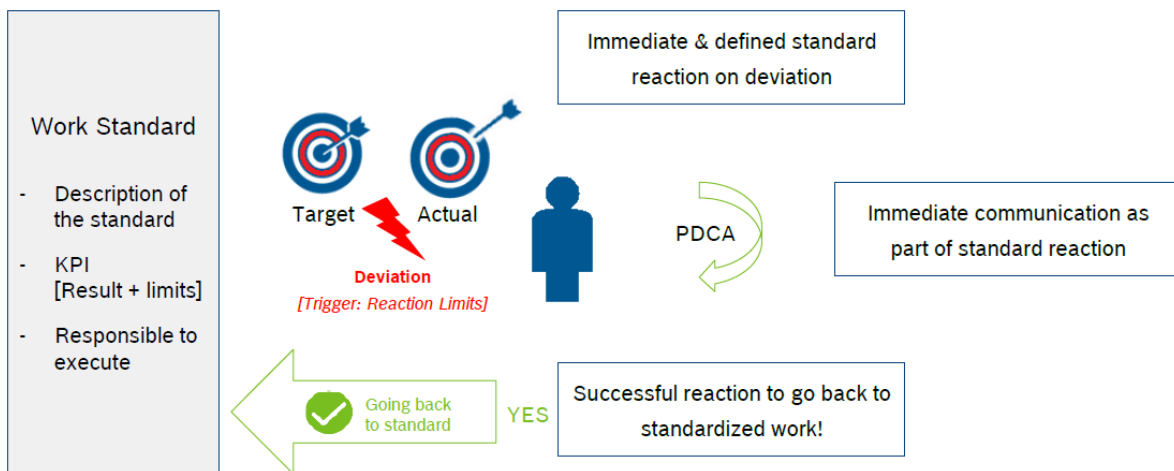 Work Standard
- Description of
the standard
- KPI
[Result + limits]
- Responsible to
execute
Target
Actual
Deviation
[Trigger: Reaction Limits]
Immediate & defined standard
reaction on deviation
PDCA
Immediate communication as
part of standard reaction
Successful reaction to go back to
standardized work!
YES
Going back
to standard